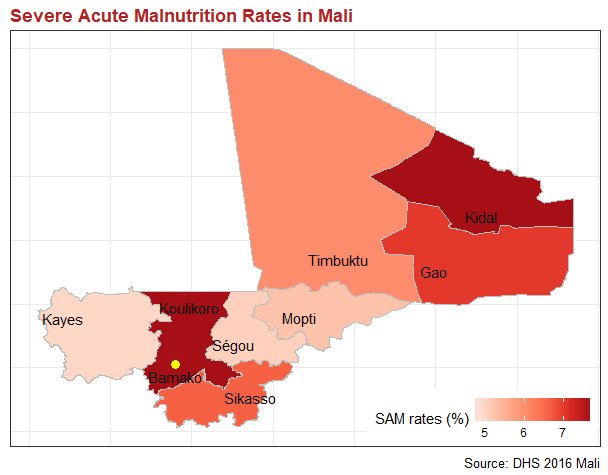 Severe Acute Malnutrition Rates in Mali
Kidal
Timbuktu
Gao
Koulikoro
Kayes
Mopti
Ségou
Bamako
Sikasso
SAM rates (%)
5 6 7
Source: DHS 2016 Mali